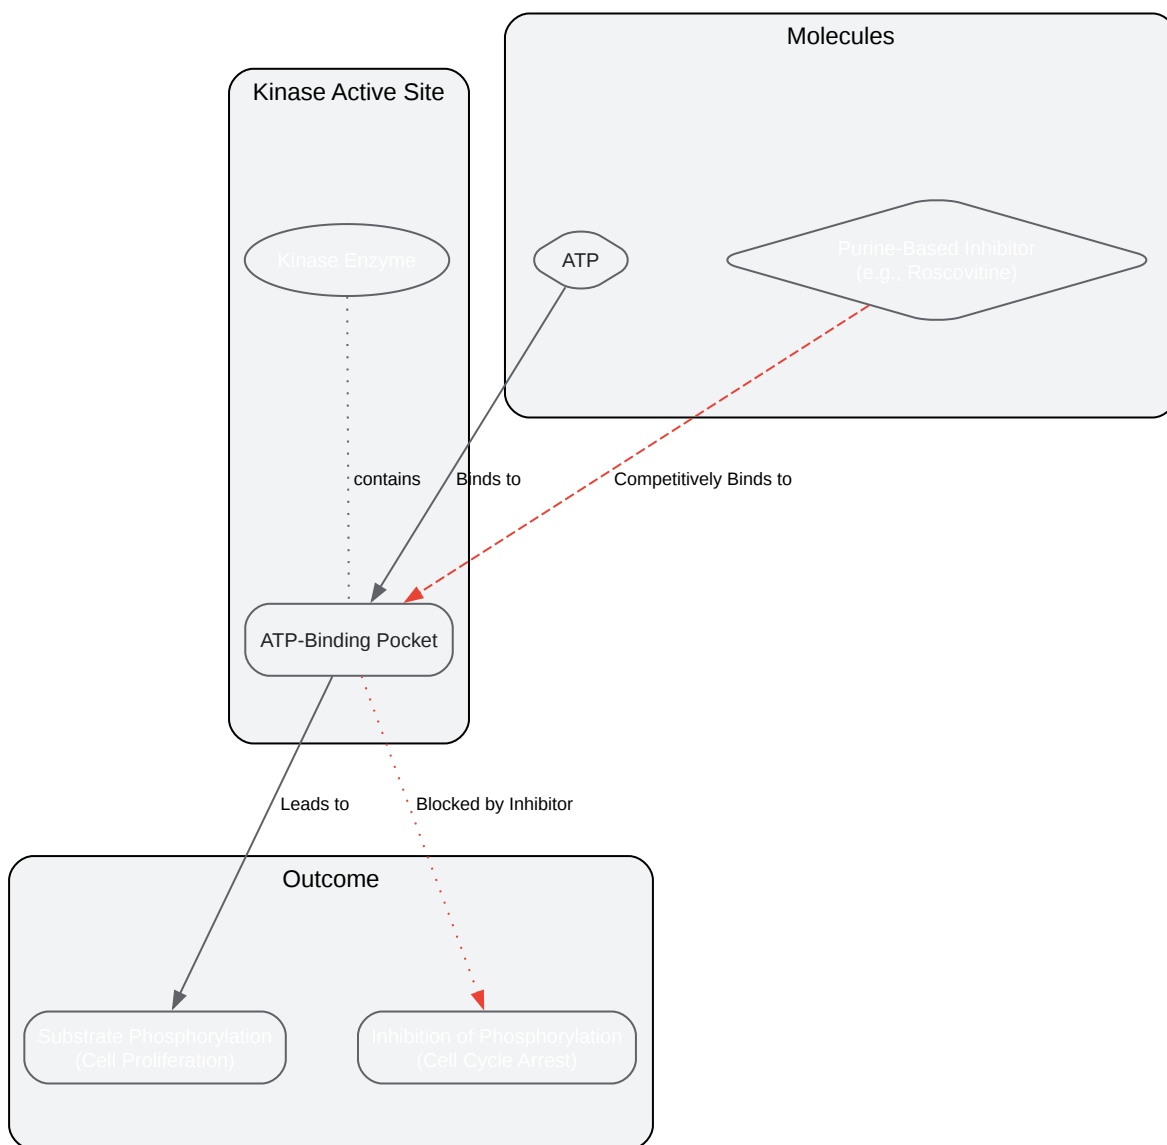 Molecules
Kinase Active Site
Kinase Enzyme
ATP
Purine-Based Inhibitor
(e.g., Roscovitine)
contains
Binds to
Competitively Binds to
ATP-Binding Pocket
Leads to
Blocked by Inhibitor
Outcome
Substrate Phosphorylation
(Cell Proliferation)
Inhibition of Phosphorylation
(Cell Cycle Arrest)